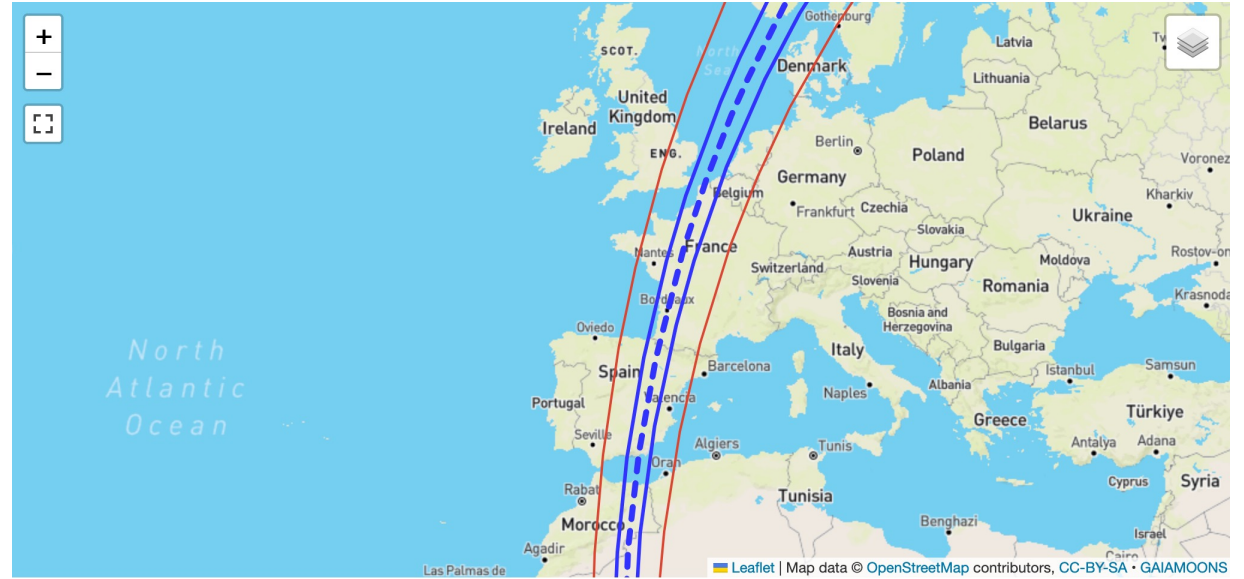 +
−
Gothenburg
SCOT.
North
Sea
Latvia
Tv
Denmark
Lithuania
United
Kingdom
Ireland
Belarus
Berlin
Poland
ENG.
Voronez
Germany
Belgium
Kharkiv
Frankfurt
Czechia
Ukraine
Slovakia
France
Nantes
Austria
Hungary
Moldova
Rostov-on
Switzerland
Slovenia
Romania
Krasnoda
Bordeaux
Bosnia and
Herzegovina
Oviedo
Bulgaria
North
Atlantic
Ocean
Italy
Spain
Barcelona
Istanbul
Samsun
Albania
Naples
Portugal
Valencia
Türkiye
Greece
Seville
Algiers
Tunis
Antalya
Adana
Oran
Cyprus
Syria
Rabat
Tunisia
Morocco
Benghazi
Israel
Agadir
Cairo
Las Palmas de
Leaflet | Map data © OpenStreetMap contributors, CC-BY-SA • GAIAMOONS